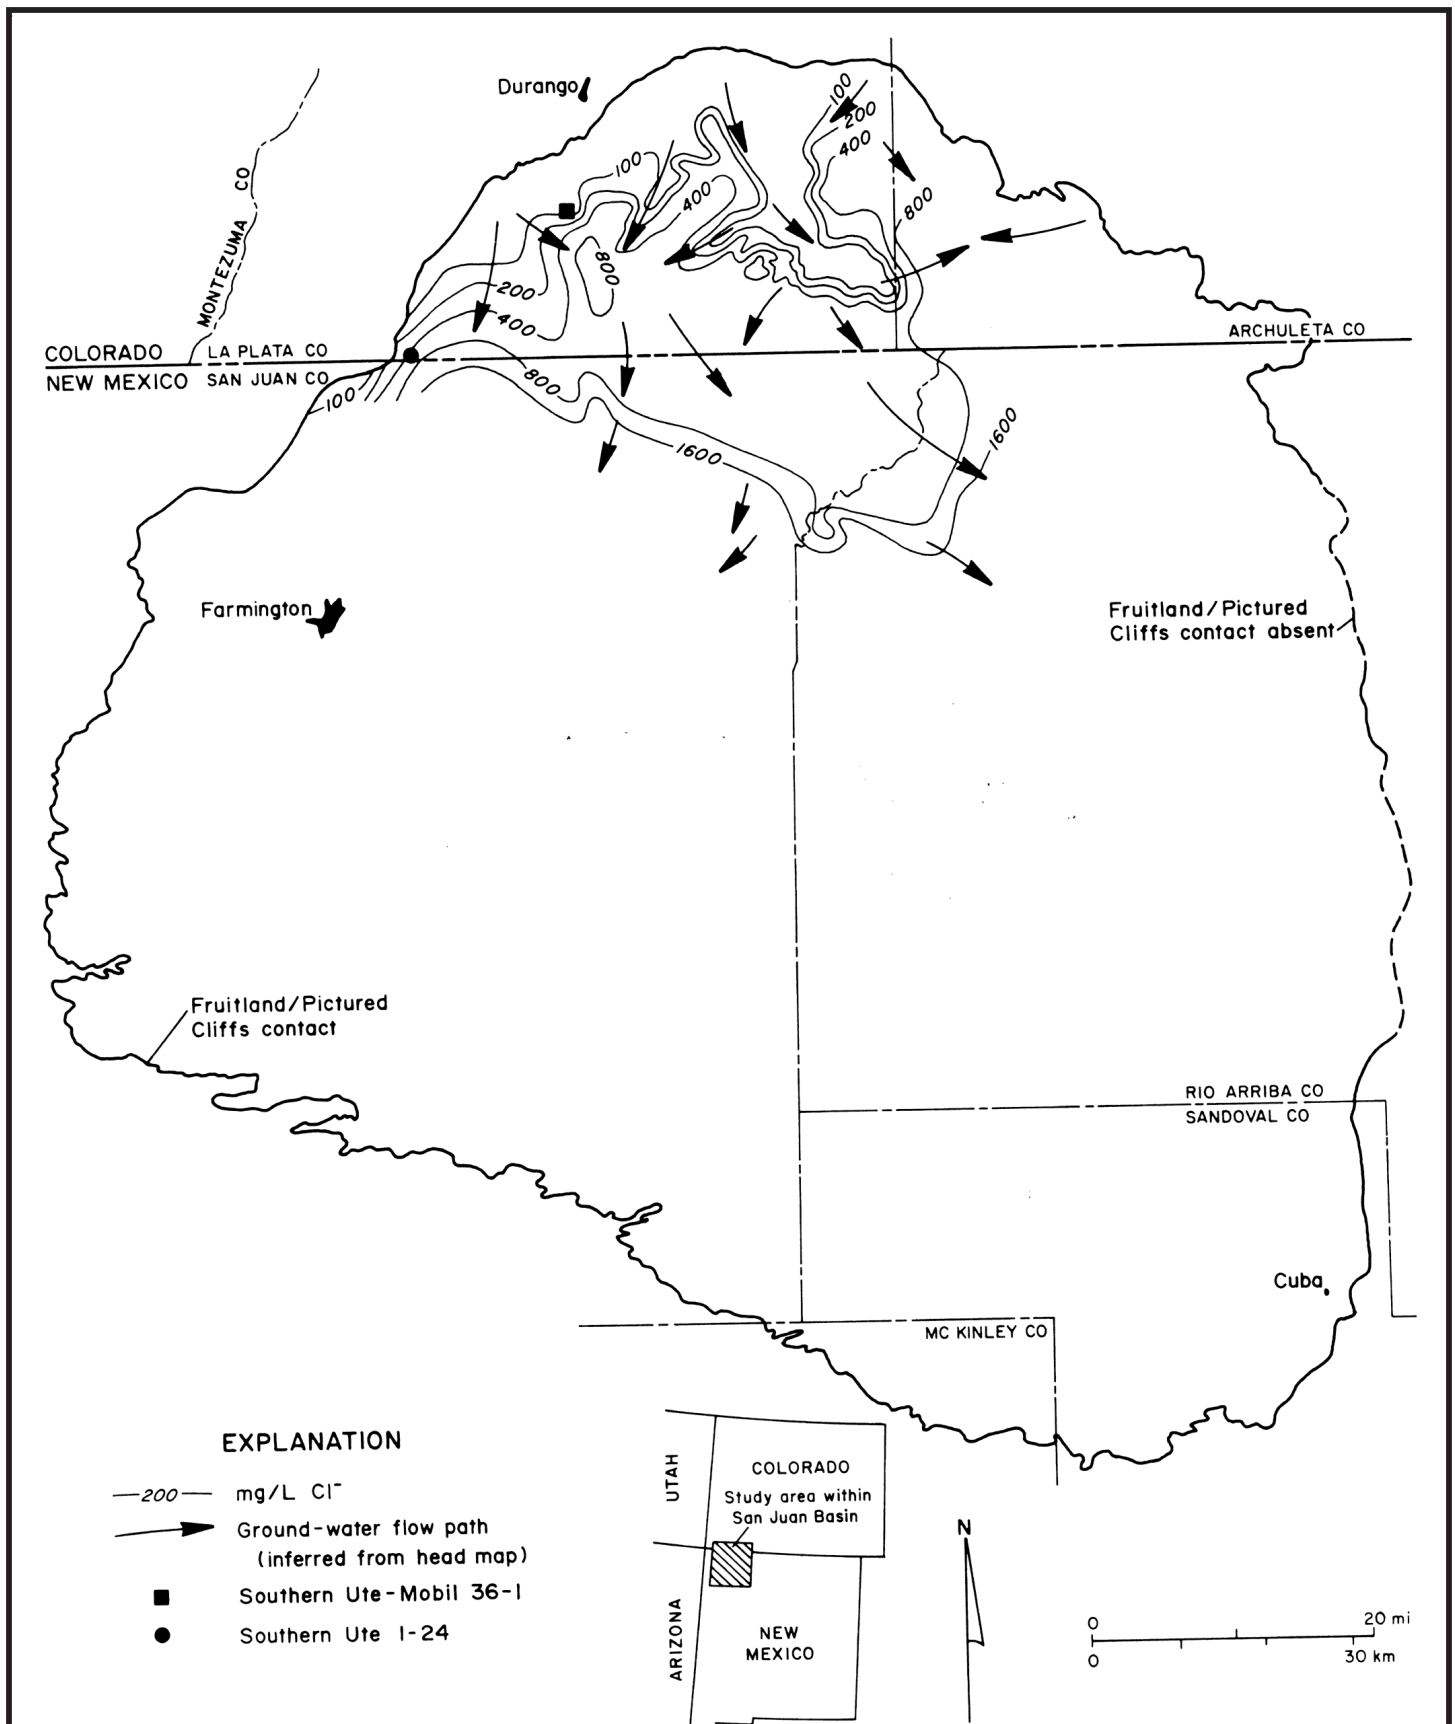 Durango
100
200
400
100
400
800
800
MONTEZUMA CO
200
400
COLORADO
LA PLATA CO
ARCHULETA CO
NEW MEXICO
SAN JUAN CO
100
800
1600
1600
Farmington
Fruitland/Pictured
Cliffs contact absent
Fruitland/Pictured
Cliffs contact
RIO ARRIBA CO
SANDOVAL CO
Cuba
MC KINLEY CO
EXPLANATION
200 mg/L Cl⁻
Ground-water flow path
(inferred from head map)
Southern Ute-Mobil 36-1
Southern Ute 1-24
UTAH
COLORADO
Study area within
San Juan Basin
ARIZONA
NEW
MEXICO
N
0 20 mi
0 30 km